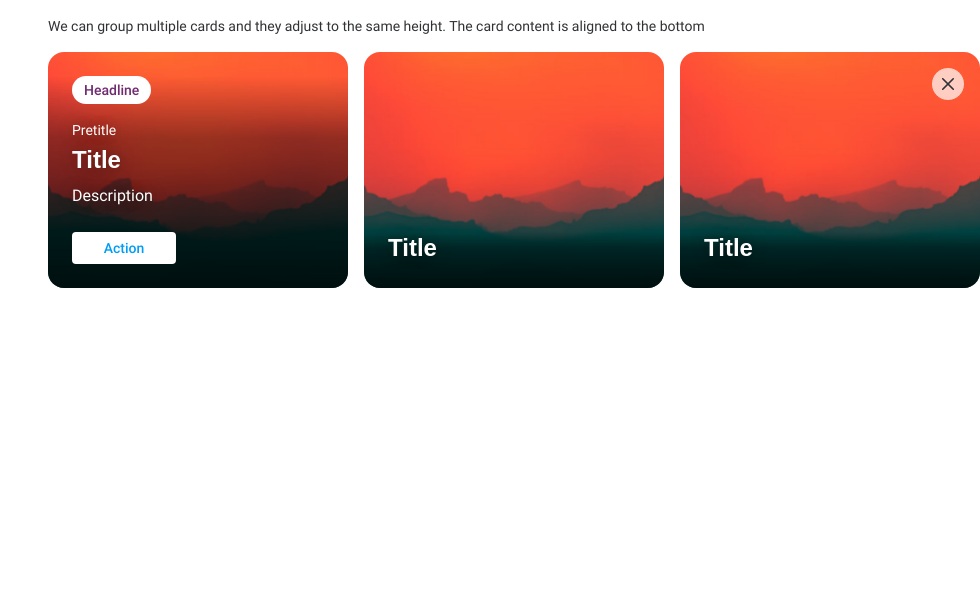 We can group multiple cards and they adjust to the same height. The card content is aligned to the bottom
Headline
Pretitle
Title
Description
Action
Title
Title